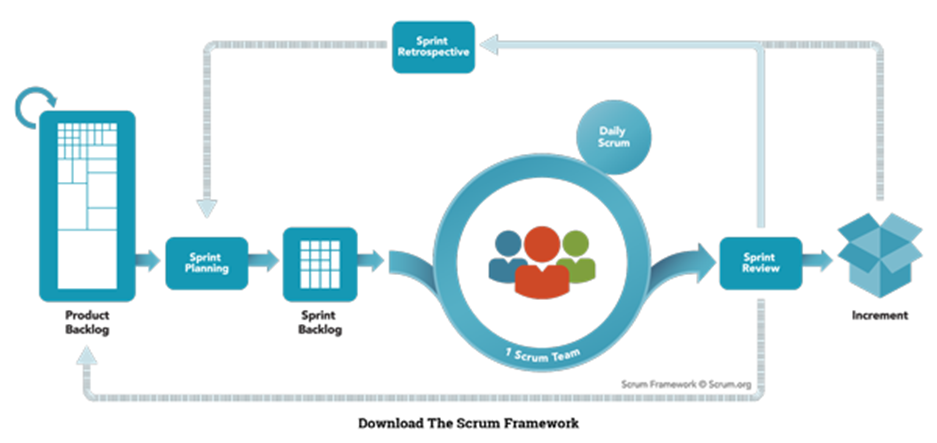 Sprint
Retrospective
Daily
Scrum
Sprint
Planning
Sprint
Review
Product
Backlog
Sprint
Backlog
Increment
1 Scrum Team
Scrum Framework © Scrum.org
Download The Scrum Framework